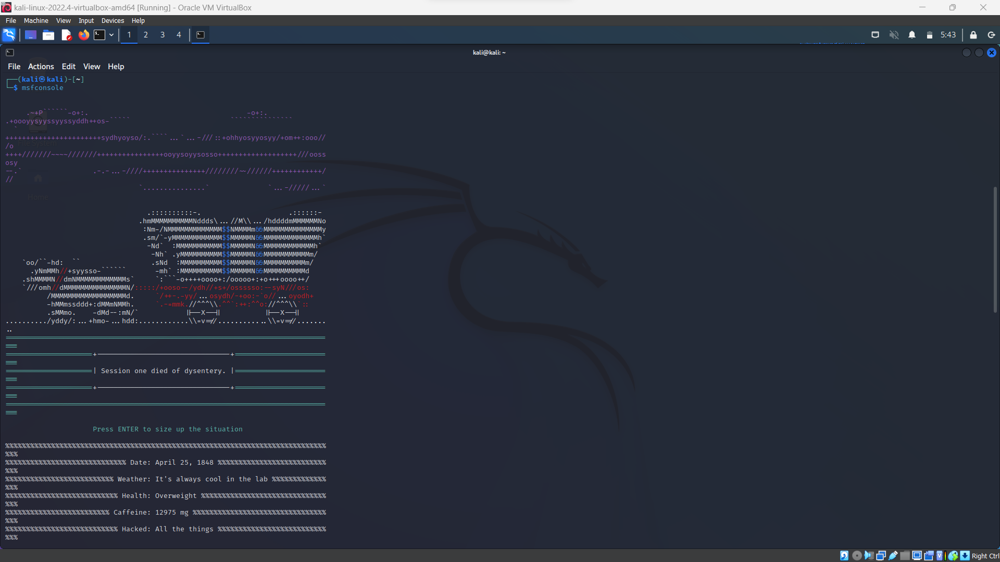 kali-linux-2022.4-virtualbox-amd64 [Running] - Oracle VM VirtualBox
File Machine View Input Devices Help
1 2 3 4 5:43
kali@kali: ~
File Actions Edit View Help
┌──(kali㉿kali)-[~]
└─$ msfconsole
Home
| Session one died of dysentery. |
Press ENTER to size up the situation
%%%%%%%%%%%%%%%%%%%%%%%%%%%%%%%%%%%%%%%%%%%%%%%%%%%%%%%%%%%%%%%%%%%%%%%%%%%%%%%
%%%
%%%%%%%%%%%%%%%%%%%%%%%%%%%%% Date: April 25, 1848 %%%%%%%%%%%%%%%%%%%%%%%%%%
%%%
%%%%%%%%%%%%%%%%%%%%%%%%%% Weather: It's always cool in the lab %%%%%%%%%%%%%
%%%
%%%%%%%%%%%%%%%%%%%%%%%%%%% Health: Overweight %%%%%%%%%%%%%%%%%%%%%%%%%%%%%%
%%%
%%%%%%%%%%%%%%%%%%%%%%%%% Caffeine: 12975 mg %%%%%%%%%%%%%%%%%%%%%%%%%%%%%%%%
%%%
%%%%%%%%%%%%%%%%%%%%%%%%%%% Hacked: All the things %%%%%%%%%%%%%%%%%%%%%%%%%%
%%%
Right Ctrl